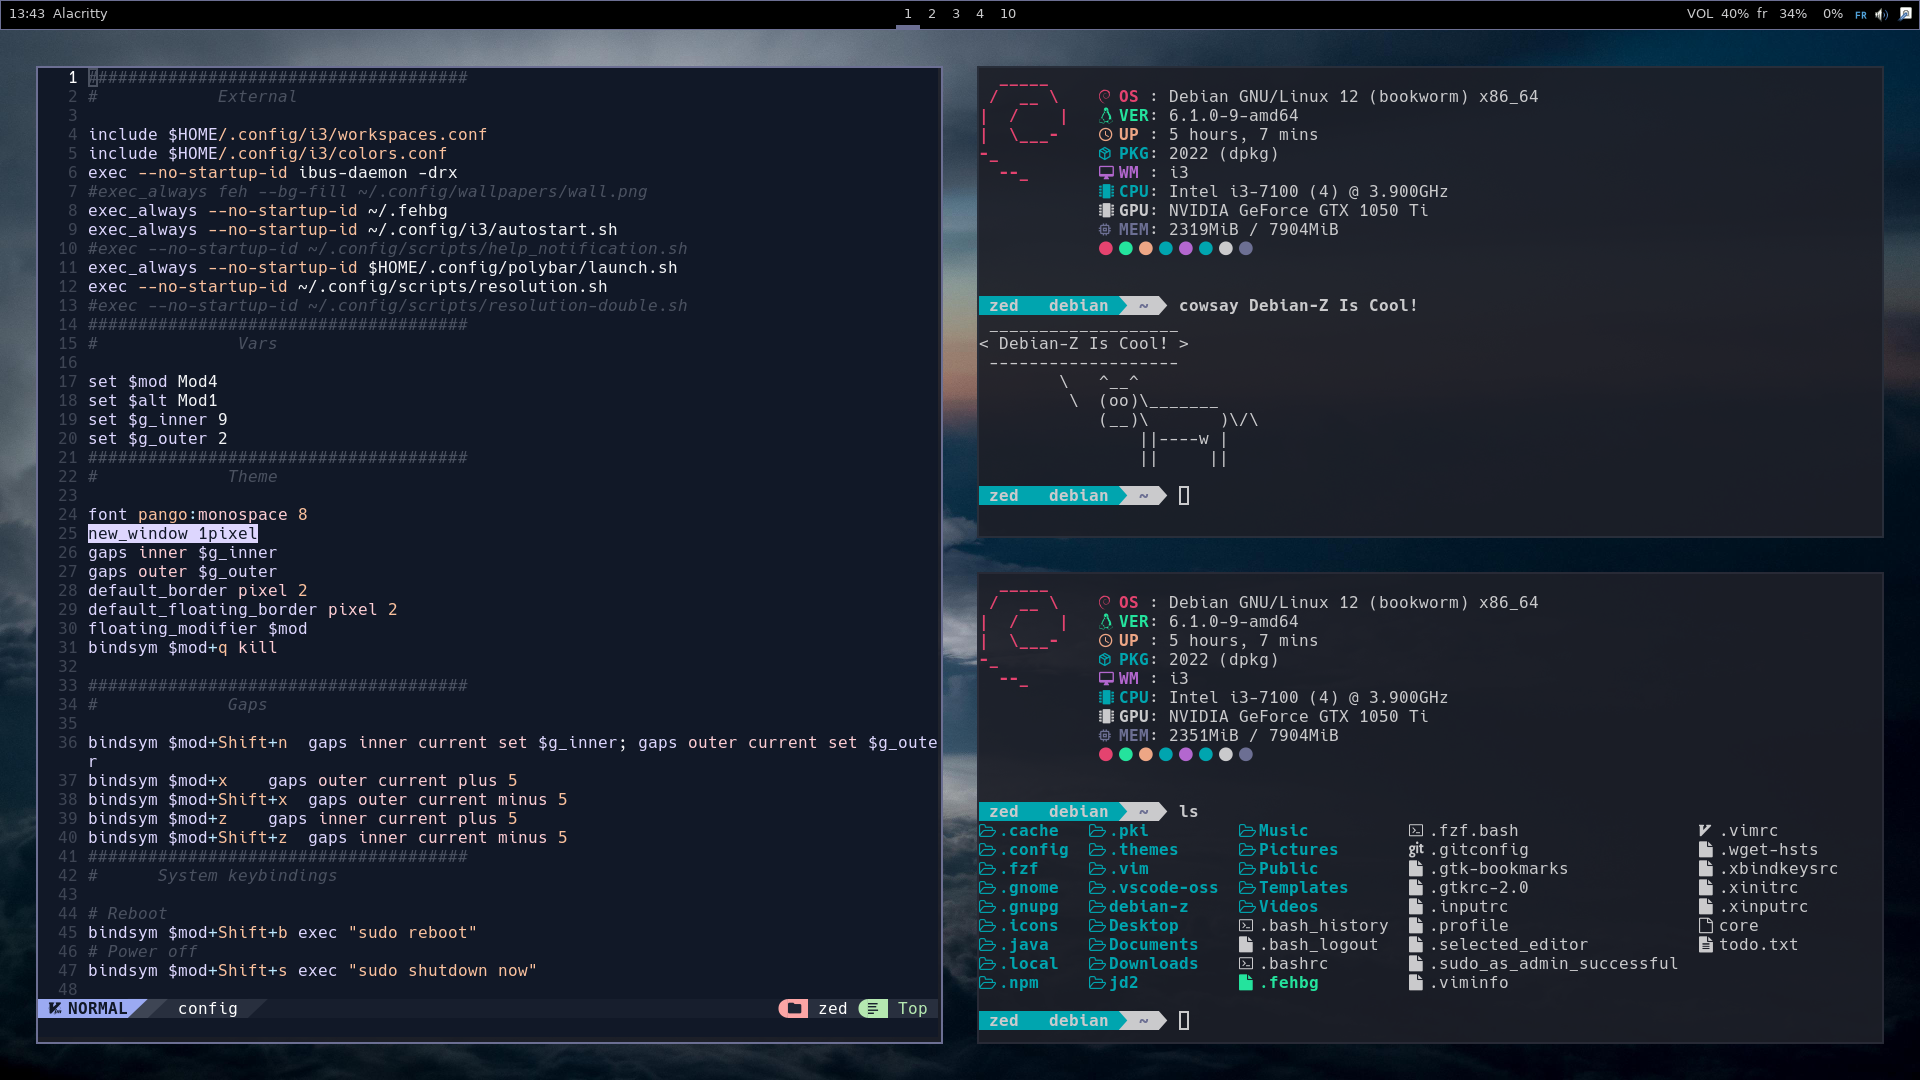 13:43 Alacritty
1 2 3 4 10
VOL 40% fr 34% 0% FR
1 ######################################
2 #            External
3
4 include $HOME/.config/i3/workspaces.conf
5 include $HOME/.config/i3/colors.conf
6 exec --no-startup-id ibus-daemon -drx
7 #exec_always feh --bg-fill ~/.config/wallpapers/wall.png
8 exec_always --no-startup-id ~/.fehbg
9 exec_always --no-startup-id ~/.config/i3/autostart.sh
10 #exec --no-startup-id ~/.config/scripts/help_notification.sh
11 exec_always --no-startup-id $HOME/.config/polybar/launch.sh
12 exec --no-startup-id ~/.config/scripts/resolution.sh
13 #exec --no-startup-id ~/.config/scripts/resolution-double.sh
14 ######################################
15 #              Vars
16
17 set $mod Mod4
18 set $alt Mod1
19 set $g_inner 9
20 set $g_outer 2
21 ######################################
22 #             Theme
23
24 font pango:monospace 8
25 new_window 1pixel
26 gaps inner $g_inner
27 gaps outer $g_outer
28 default_border pixel 2
29 default_floating_border pixel 2
30 floating_modifier $mod
31 bindsym $mod+q kill
32
33 ######################################
34 #             Gaps
35
36 bindsym $mod+Shift+n  gaps inner current set $g_inner; gaps outer current set $g_oute
r
37 bindsym $mod+x    gaps outer current plus 5
38 bindsym $mod+Shift+x  gaps outer current minus 5
39 bindsym $mod+z    gaps inner current plus 5
40 bindsym $mod+Shift+z  gaps inner current minus 5
41 ######################################
42 #      System keybindings
43
44 # Reboot
45 bindsym $mod+Shift+b exec "sudo reboot"
46 # Power off
47 bindsym $mod+Shift+s exec "sudo shutdown now"
48
NORMAL config zed Top
  _____
 /  __ \    OS : Debian GNU/Linux 12 (bookworm) x86_64
|  /    |   VER: 6.1.0-9-amd64
|  \___-    UP : 5 hours, 7 mins
-_          PKG: 2022 (dpkg)
  --_       WM : i3
CPU: Intel i3-7100 (4) @ 3.900GHz
GPU: NVIDIA GeForce GTX 1050 Ti
MEM: 2319MiB / 7904MiB
zed debian ~ cowsay Debian-Z Is Cool!
 ___________________
< Debian-Z Is Cool! >
 -------------------
        \   ^__^
         \  (oo)\_______
            (__)\       )\/\
                ||----w |
                ||     ||
zed debian ~
  _____
 /  __ \    OS : Debian GNU/Linux 12 (bookworm) x86_64
|  /    |   VER: 6.1.0-9-amd64
|  \___-    UP : 5 hours, 7 mins
-_          PKG: 2022 (dpkg)
  --_       WM : i3
CPU: Intel i3-7100 (4) @ 3.900GHz
GPU: NVIDIA GeForce GTX 1050 Ti
MEM: 2351MiB / 7904MiB
zed debian ~ ls
.cache .pki Music .fzf.bash .vimrc
.config .themes Pictures git .gitconfig .wget-hsts
.fzf .vim Public .gtk-bookmarks .xbindkeysrc
.gnome .vscode-oss Templates .gtkrc-2.0 .xinitrc
.gnupg debian-z Videos .inputrc .xinputrc
.icons Desktop .bash_history .profile core
.java Documents .bash_logout .selected_editor todo.txt
.local Downloads .bashrc .sudo_as_admin_successful
.npm jd2 .fehbg .viminfo
zed debian ~